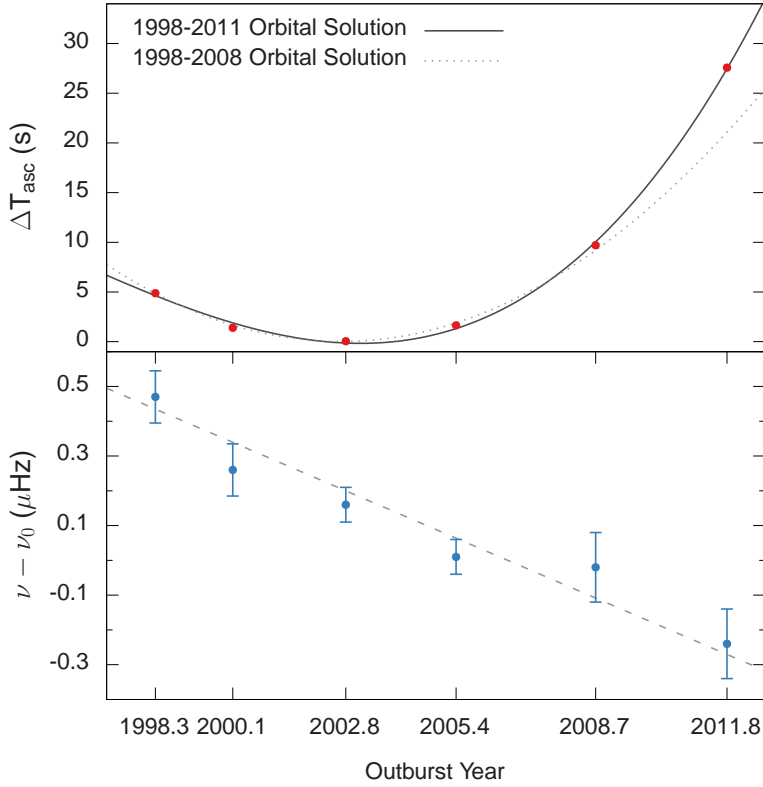 1998-2011 Orbital Solution
1998-2008 Orbital Solution
30
25
20
15
10
5
0
ΔT_asc (s)
0.5
0.3
0.1
-0.1
-0.3
ν − ν₀ (μHz)
1998.3 2000.1 2002.8 2005.4 2008.7 2011.8
Outburst Year